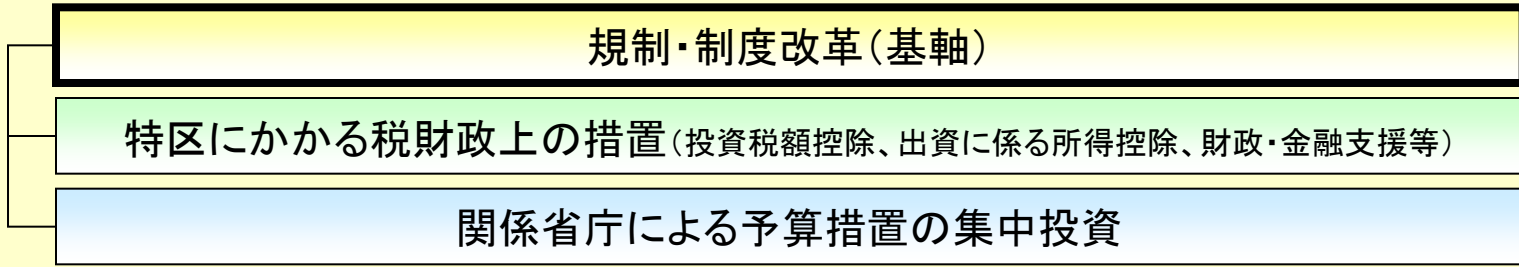 規制・制度改革(基軸)
特区にかかる税財政上の措置(投資税額控除、出資に係る所得控除、財政・金融支援等)
関係省庁による予算措置の集中投資